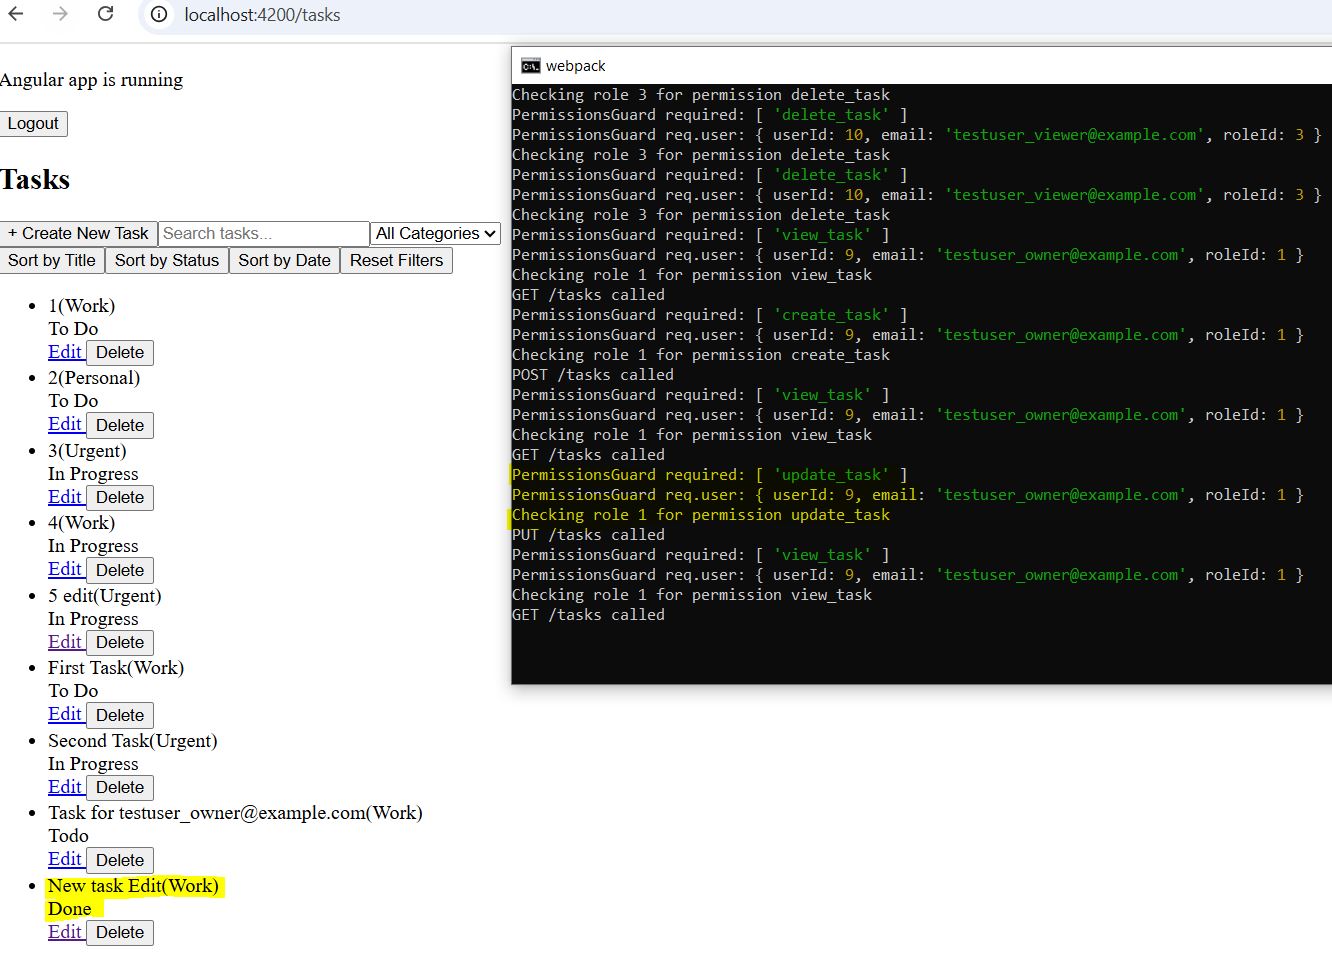 localhost:4200/tasks
Angular app is running
Logout
Tasks
+ Create New Task Search tasks... All Categories
Sort by Title Sort by Status Sort by Date Reset Filters
1(Work)
To Do
Edit Delete
2(Personal)
To Do
Edit Delete
3(Urgent)
In Progress
Edit Delete
4(Work)
In Progress
Edit Delete
5 edit(Urgent)
In Progress
Edit Delete
First Task(Work)
To Do
Edit Delete
Second Task(Urgent)
In Progress
Edit Delete
Task for testuser_owner@example.com(Work)
Todo
Edit Delete
New task Edit(Work)
Done
Edit Delete
webpack
Checking role 3 for permission delete_task
PermissionsGuard required: [ 'delete_task' ]
PermissionsGuard req.user: { userId: 10, email: 'testuser_viewer@example.com', roleId: 3 }
Checking role 3 for permission delete_task
PermissionsGuard required: [ 'delete_task' ]
PermissionsGuard req.user: { userId: 10, email: 'testuser_viewer@example.com', roleId: 3 }
Checking role 3 for permission delete_task
PermissionsGuard required: [ 'view_task' ]
PermissionsGuard req.user: { userId: 9, email: 'testuser_owner@example.com', roleId: 1 }
Checking role 1 for permission view_task
GET /tasks called
PermissionsGuard required: [ 'create_task' ]
PermissionsGuard req.user: { userId: 9, email: 'testuser_owner@example.com', roleId: 1 }
Checking role 1 for permission create_task
POST /tasks called
PermissionsGuard required: [ 'view_task' ]
PermissionsGuard req.user: { userId: 9, email: 'testuser_owner@example.com', roleId: 1 }
Checking role 1 for permission view_task
GET /tasks called
PermissionsGuard required: [ 'update_task' ]
PermissionsGuard req.user: { userId: 9, email: 'testuser_owner@example.com', roleId: 1 }
Checking role 1 for permission update_task
PUT /tasks called
PermissionsGuard required: [ 'view_task' ]
PermissionsGuard req.user: { userId: 9, email: 'testuser_owner@example.com', roleId: 1 }
Checking role 1 for permission view_task
GET /tasks called